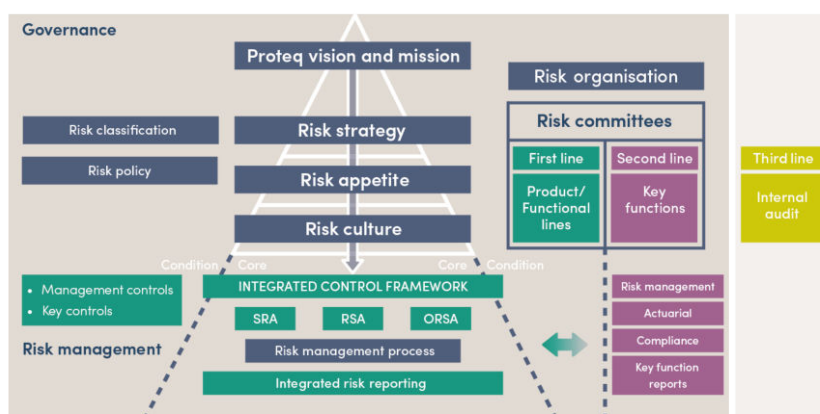 Governance
Proteq vision and mission
Risk organisation
Risk classification
Risk strategy
Risk committees
Risk policy
First line
Second line
Third line
Risk appetite
Product/
Functional
lines
Key
functions
Internal
audit
Risk culture
Condition
Core
Core
Condition
• Management controls
• Key controls
INTEGRATED CONTROL FRAMEWORK
Risk management
SRA
RSA
ORSA
Actuarial
Risk management
Risk management process
Compliance
Integrated risk reporting
Key function
reports